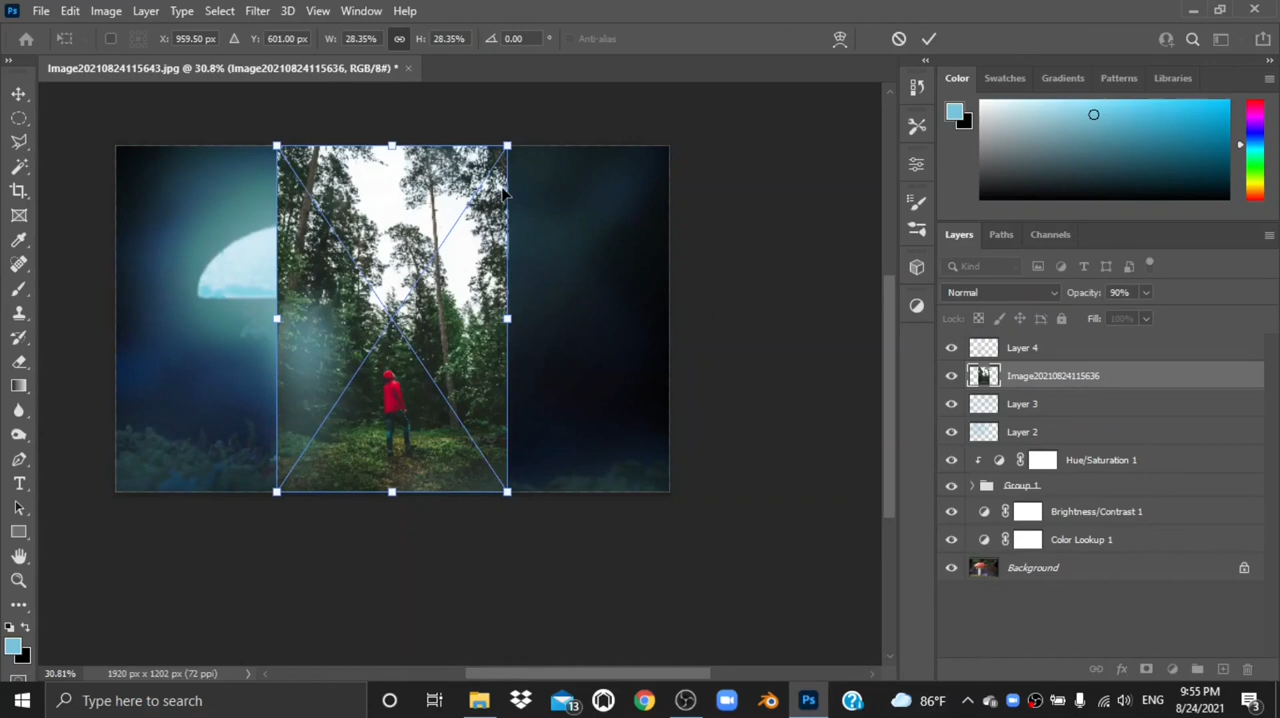 Ps File Edit Image Layer Type Select Filter 3D View Window Help
X: 959.50 px Y: 601.00 px W: 28.35% H: 28.35% 0.00 ° Anti-alias
Image20210824115643.jpg @ 30.8% (Image20210824115636, RGB/8#) * ×
Color Swatches Gradients Patterns Libraries
Layers Paths Channels
Kind
Normal Opacity: 90%
Lock: Fill: 100%
Layer 4
Image20210824115636
Layer 3
Layer 2
Hue/Saturation 1
Group 1
Brightness/Contrast 1
Color Lookup 1
Background
30.81% 1920 px x 1202 px (72 ppi)
Type here to search 13 Ps 86°F ENG 9:55 PM 8/24/2021 3